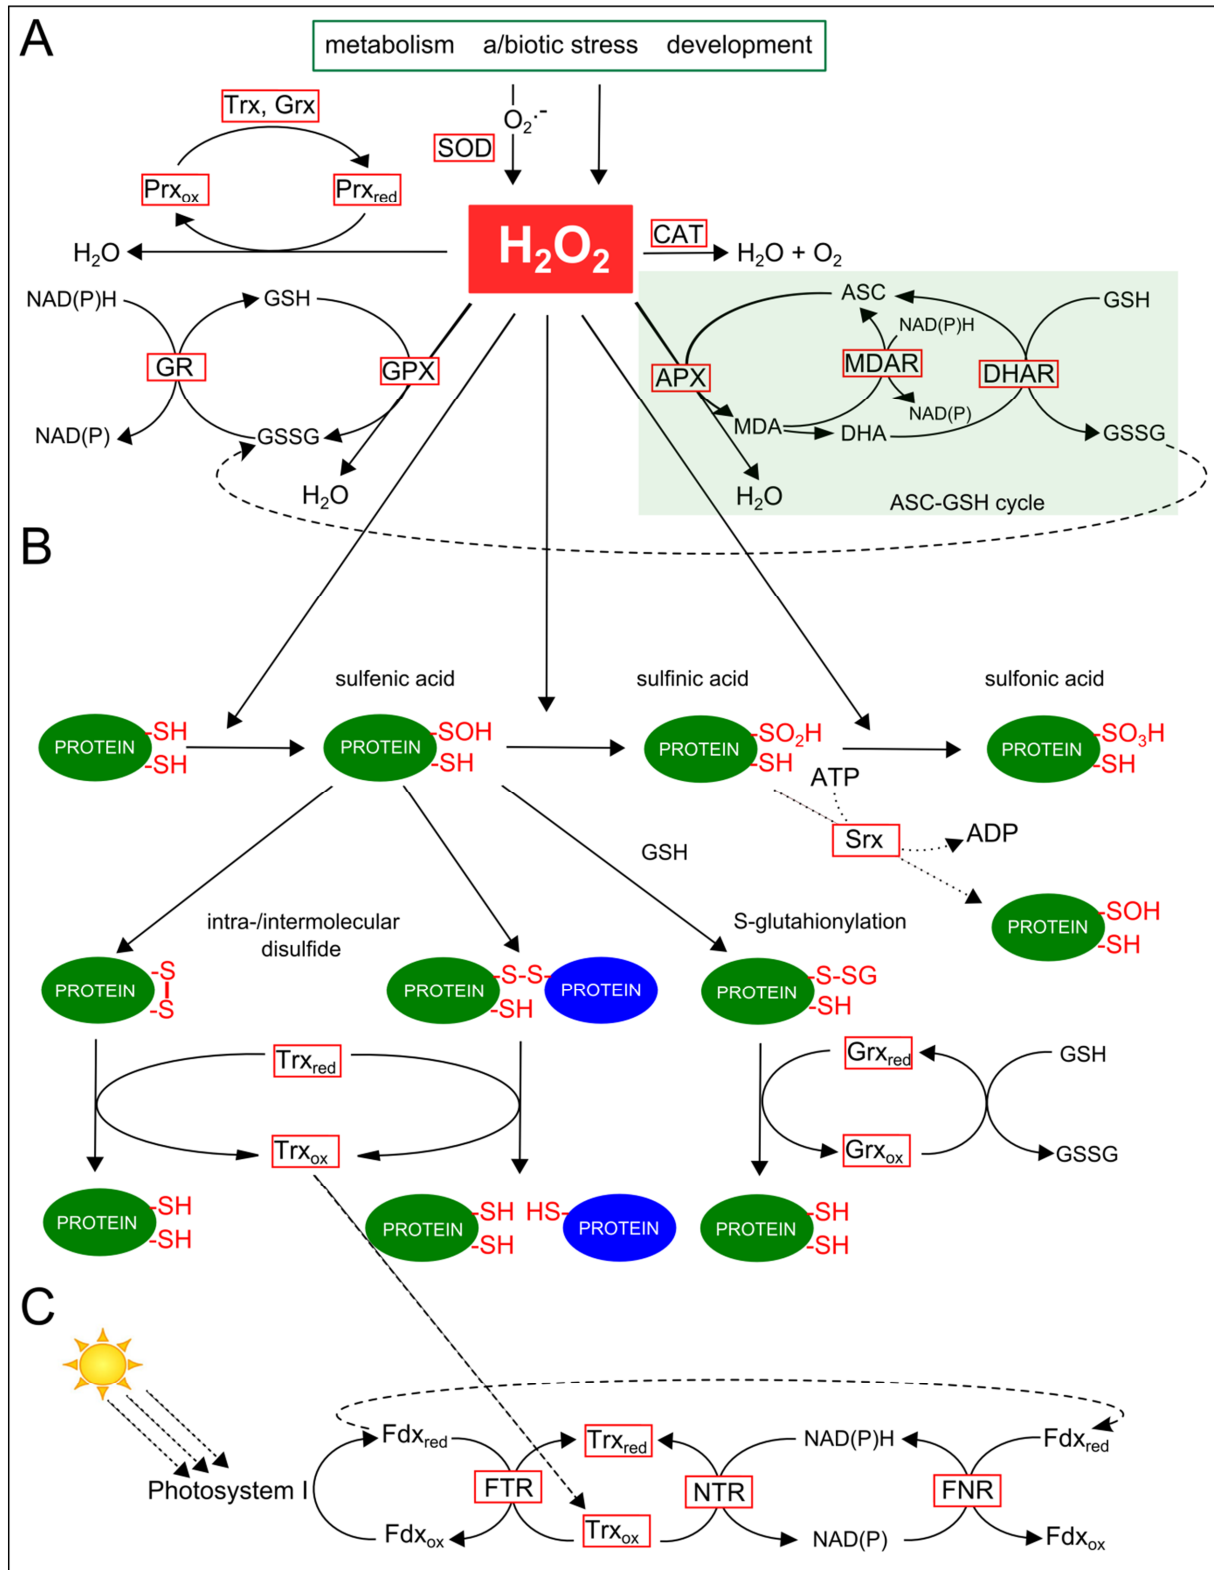 A
metabolism a/biotic stress development
Trx, Grx
O₂·⁻
SOD
Prxox
Prxred
H₂O₂
CAT
H₂O
H₂O + O₂
NAD(P)H
GSH
ASC
GSH
NAD(P)H
GR
GPX
APX
MDAR
DHAR
NAD(P)
MDA
DHA
NAD(P)
GSSG
GSSG
H₂O
H₂O
ASC-GSH cycle
B
sulfenic acid
sulfinic acid
sulfonic acid
PROTEIN
-SH
-SH
PROTEIN
-SOH
-SH
PROTEIN
-SO₂H
-SH
PROTEIN
-SO₃H
-SH
ATP
Srx
ADP
GSH
PROTEIN
-SOH
-SH
intra-/intermolecular
disulfide
S-glutahionylation
PROTEIN
-S
-S
PROTEIN
-S-S-
-SH
PROTEIN
PROTEIN
-S-SG
-SH
Trxred
Grxred
GSH
Trxox
Grxox
GSSG
PROTEIN
-SH
-SH
PROTEIN
-SH
-SH
HS-
PROTEIN
PROTEIN
-SH
-SH
C
Fdxred
Trxred
NAD(P)H
Fdxred
Photosystem I
FTR
NTR
FNR
Fdxox
Trxox
NAD(P)
Fdxox